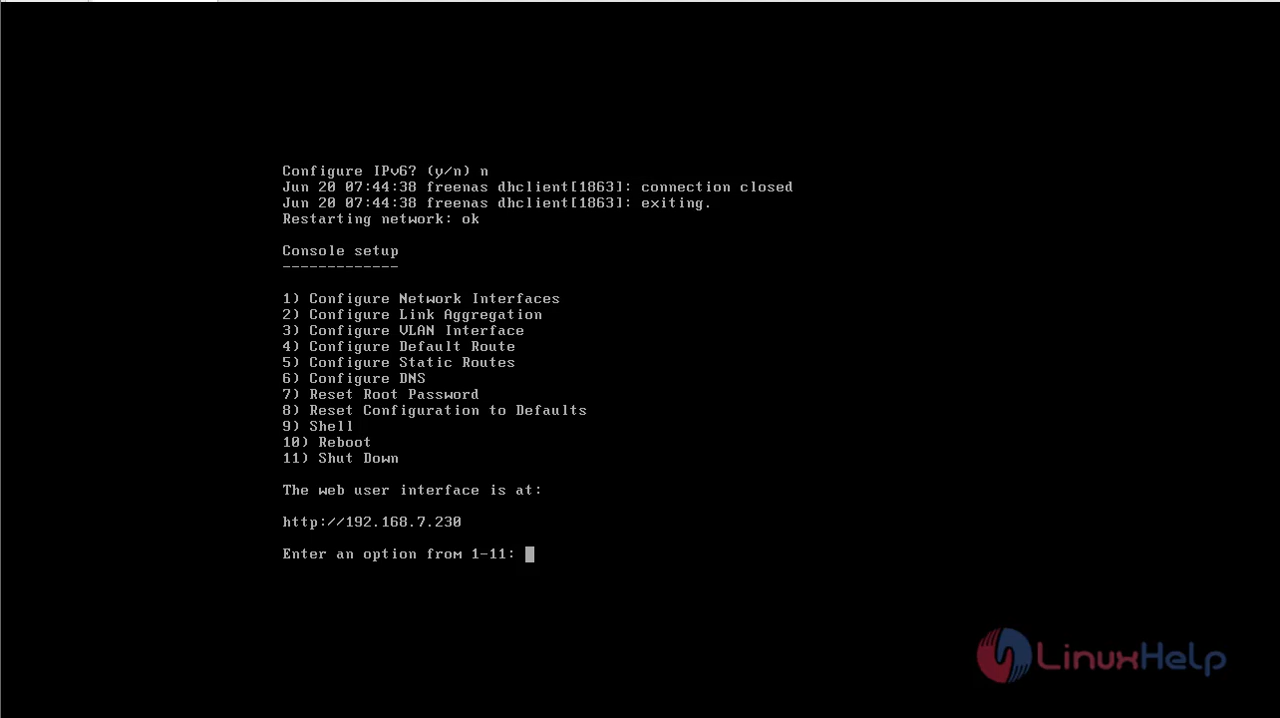 Configure IPv6? (y/n) n
Jun 20 07:44:38 freenas dhclient[1863]: connection closed
Jun 20 07:44:38 freenas dhclient[1863]: exiting.
Restarting network: ok
Console setup
-------------
1) Configure Network Interfaces
2) Configure Link Aggregation
3) Configure VLAN Interface
4) Configure Default Route
5) Configure Static Routes
6) Configure DNS
7) Reset Root Password
8) Reset Configuration to Defaults
9) Shell
10) Reboot
11) Shut Down
The web user interface is at:
http://192.168.7.230
Enter an option from 1-11:
LinuxHelp